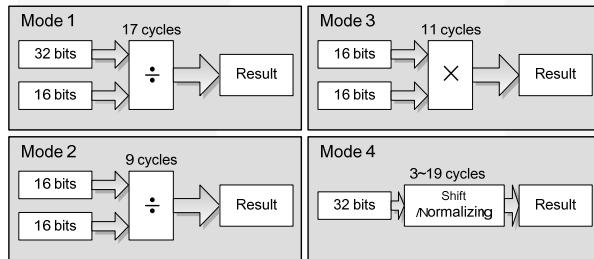 Mode 1
17 cycles
32 bits
16 bits
÷
Result
Mode 3
11 cycles
16 bits
16 bits
×
Result
Mode 2
9 cycles
16 bits
16 bits
÷
Result
Mode 4
3~19 cycles
32 bits
Shift
/Normalizing
Result